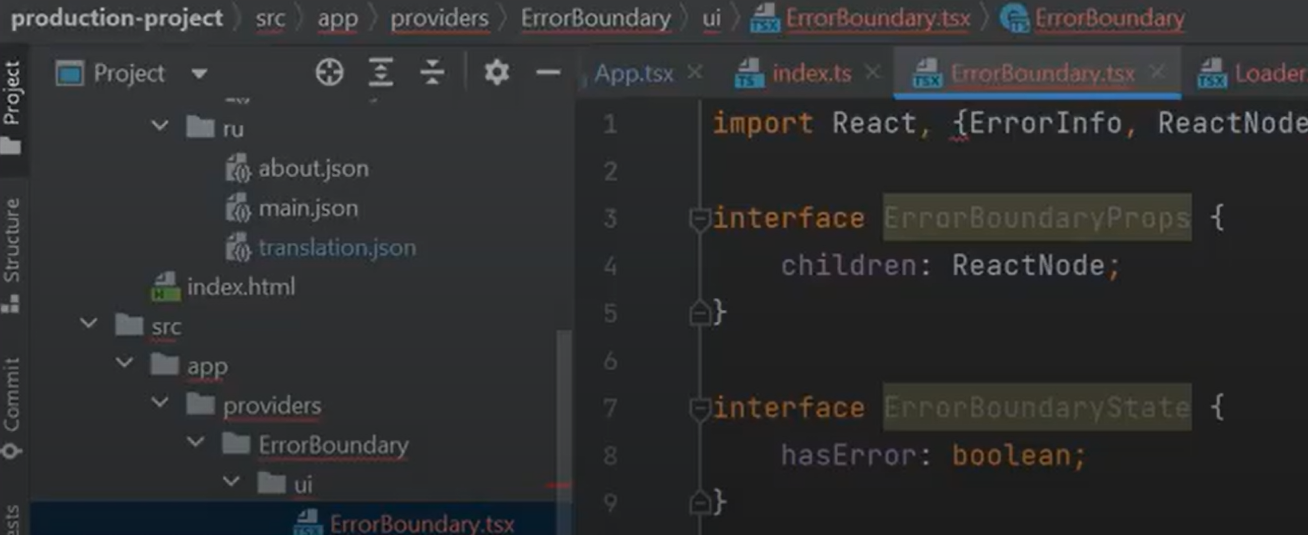 production-project src app providers ErrorBoundary ui ErrorBoundary.tsx ErrorBoundary
Project
Project
App.tsx
index.ts
ErrorBoundary.tsx
Loader
ru
about.json
main.json
translation.json
index.html
src
app
providers
ErrorBoundary
ui
ErrorBoundary.tsx
Structure
Commit
1 import React, {ErrorInfo, ReactNode
2
3 interface ErrorBoundaryProps {
4 children: ReactNode;
5 }
6
7 interface ErrorBoundaryState {
8 hasError: boolean;
9 }